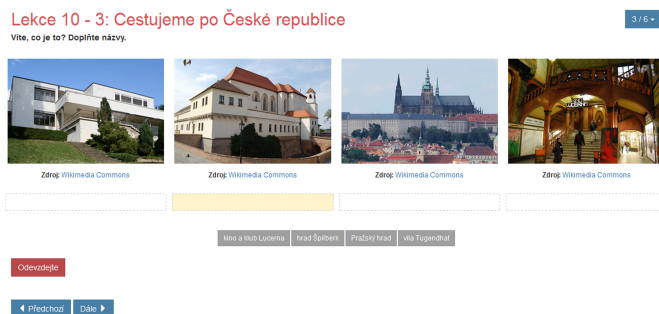 Lekce 10 - 3: Cestujeme po České republice
3 / 6
Víte, co je to? Doplňte názvy.
Zdroj: Wikimedia Commons
Zdroj: Wikimedia Commons
Zdroj: Wikimedia Commons
Zdroj: Wikimedia Commons
kino a klub Lucerna
hrad Špilberk
Pražský hrad
vila Tugendhat
Odevzdejte
Předchozí
Dále